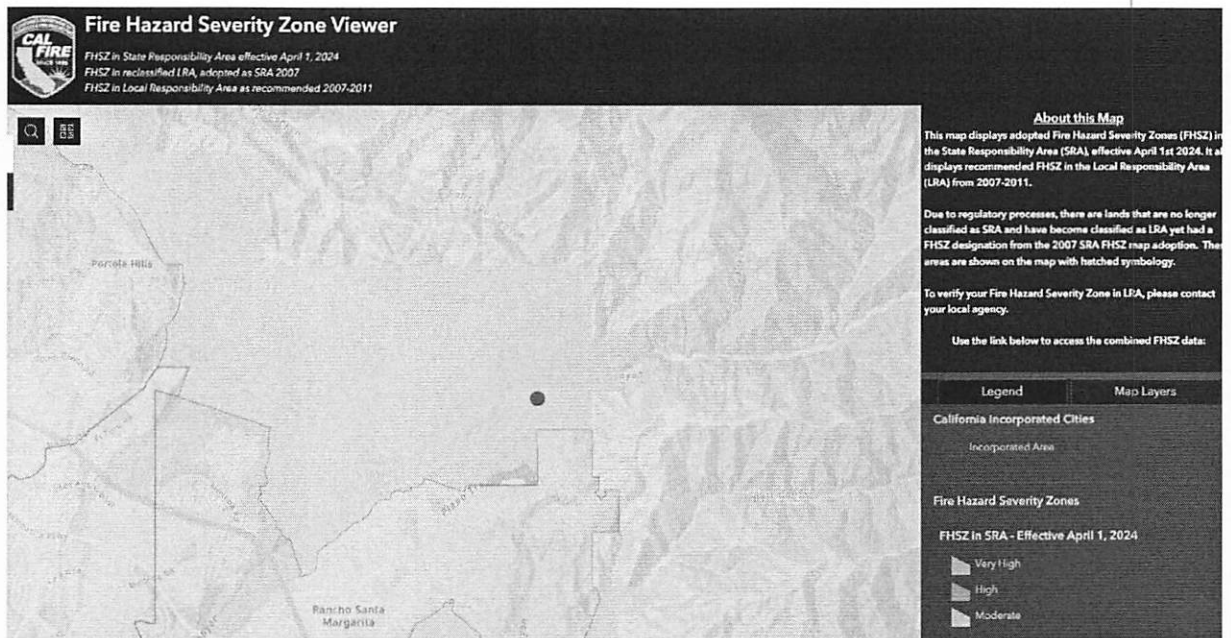 CAL
FIRE
SINCE 1885
Fire Hazard Severity Zone Viewer
FHSZ in State Responsibility Area effective April 1, 2024
FHSZ in reclassified LRA, adopted as SRA 2007
FHSZ in Local Responsibility Area as recommended 2007-2011
Portola Hills
Plano Tr
Rancho Santa
Margarita
About this Map
This map displays adopted Fire Hazard Severity Zones (FHSZ) in
the State Responsibility Area (SRA), effective April 1st 2024. It al
displays recommended FHSZ in the Local Responsibility Area
(LRA) from 2007-2011.
Due to regulatory processes, there are lands that are no longer
classified as SRA and have become classified as LRA yet had a
FHSZ designation from the 2007 SRA FHSZ map adoption. Thes
areas are shown on the map with hatched symbology.
To verify your Fire Hazard Severity Zone in LRA, please contact
your local agency.
Use the link below to access the combined FHSZ data:
Legend
Map Layers
California Incorporated Cities
Incorporated Area
Fire Hazard Severity Zones
FHSZ in SRA - Effective April 1, 2024
Very High
High
Moderate